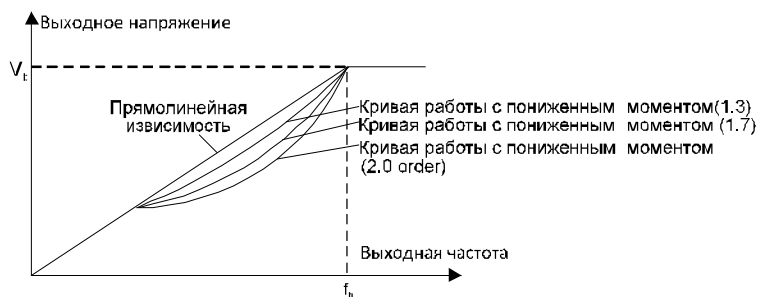 Выходное напряжение
V b
Прямолинейная
извисимость
Кривая работы с пониженным моментом(1.3)
Кривая работы с пониженным моментом (1.7)
Кривая работы с пониженным моментом
(2.0 order)
Выходная частота
f b